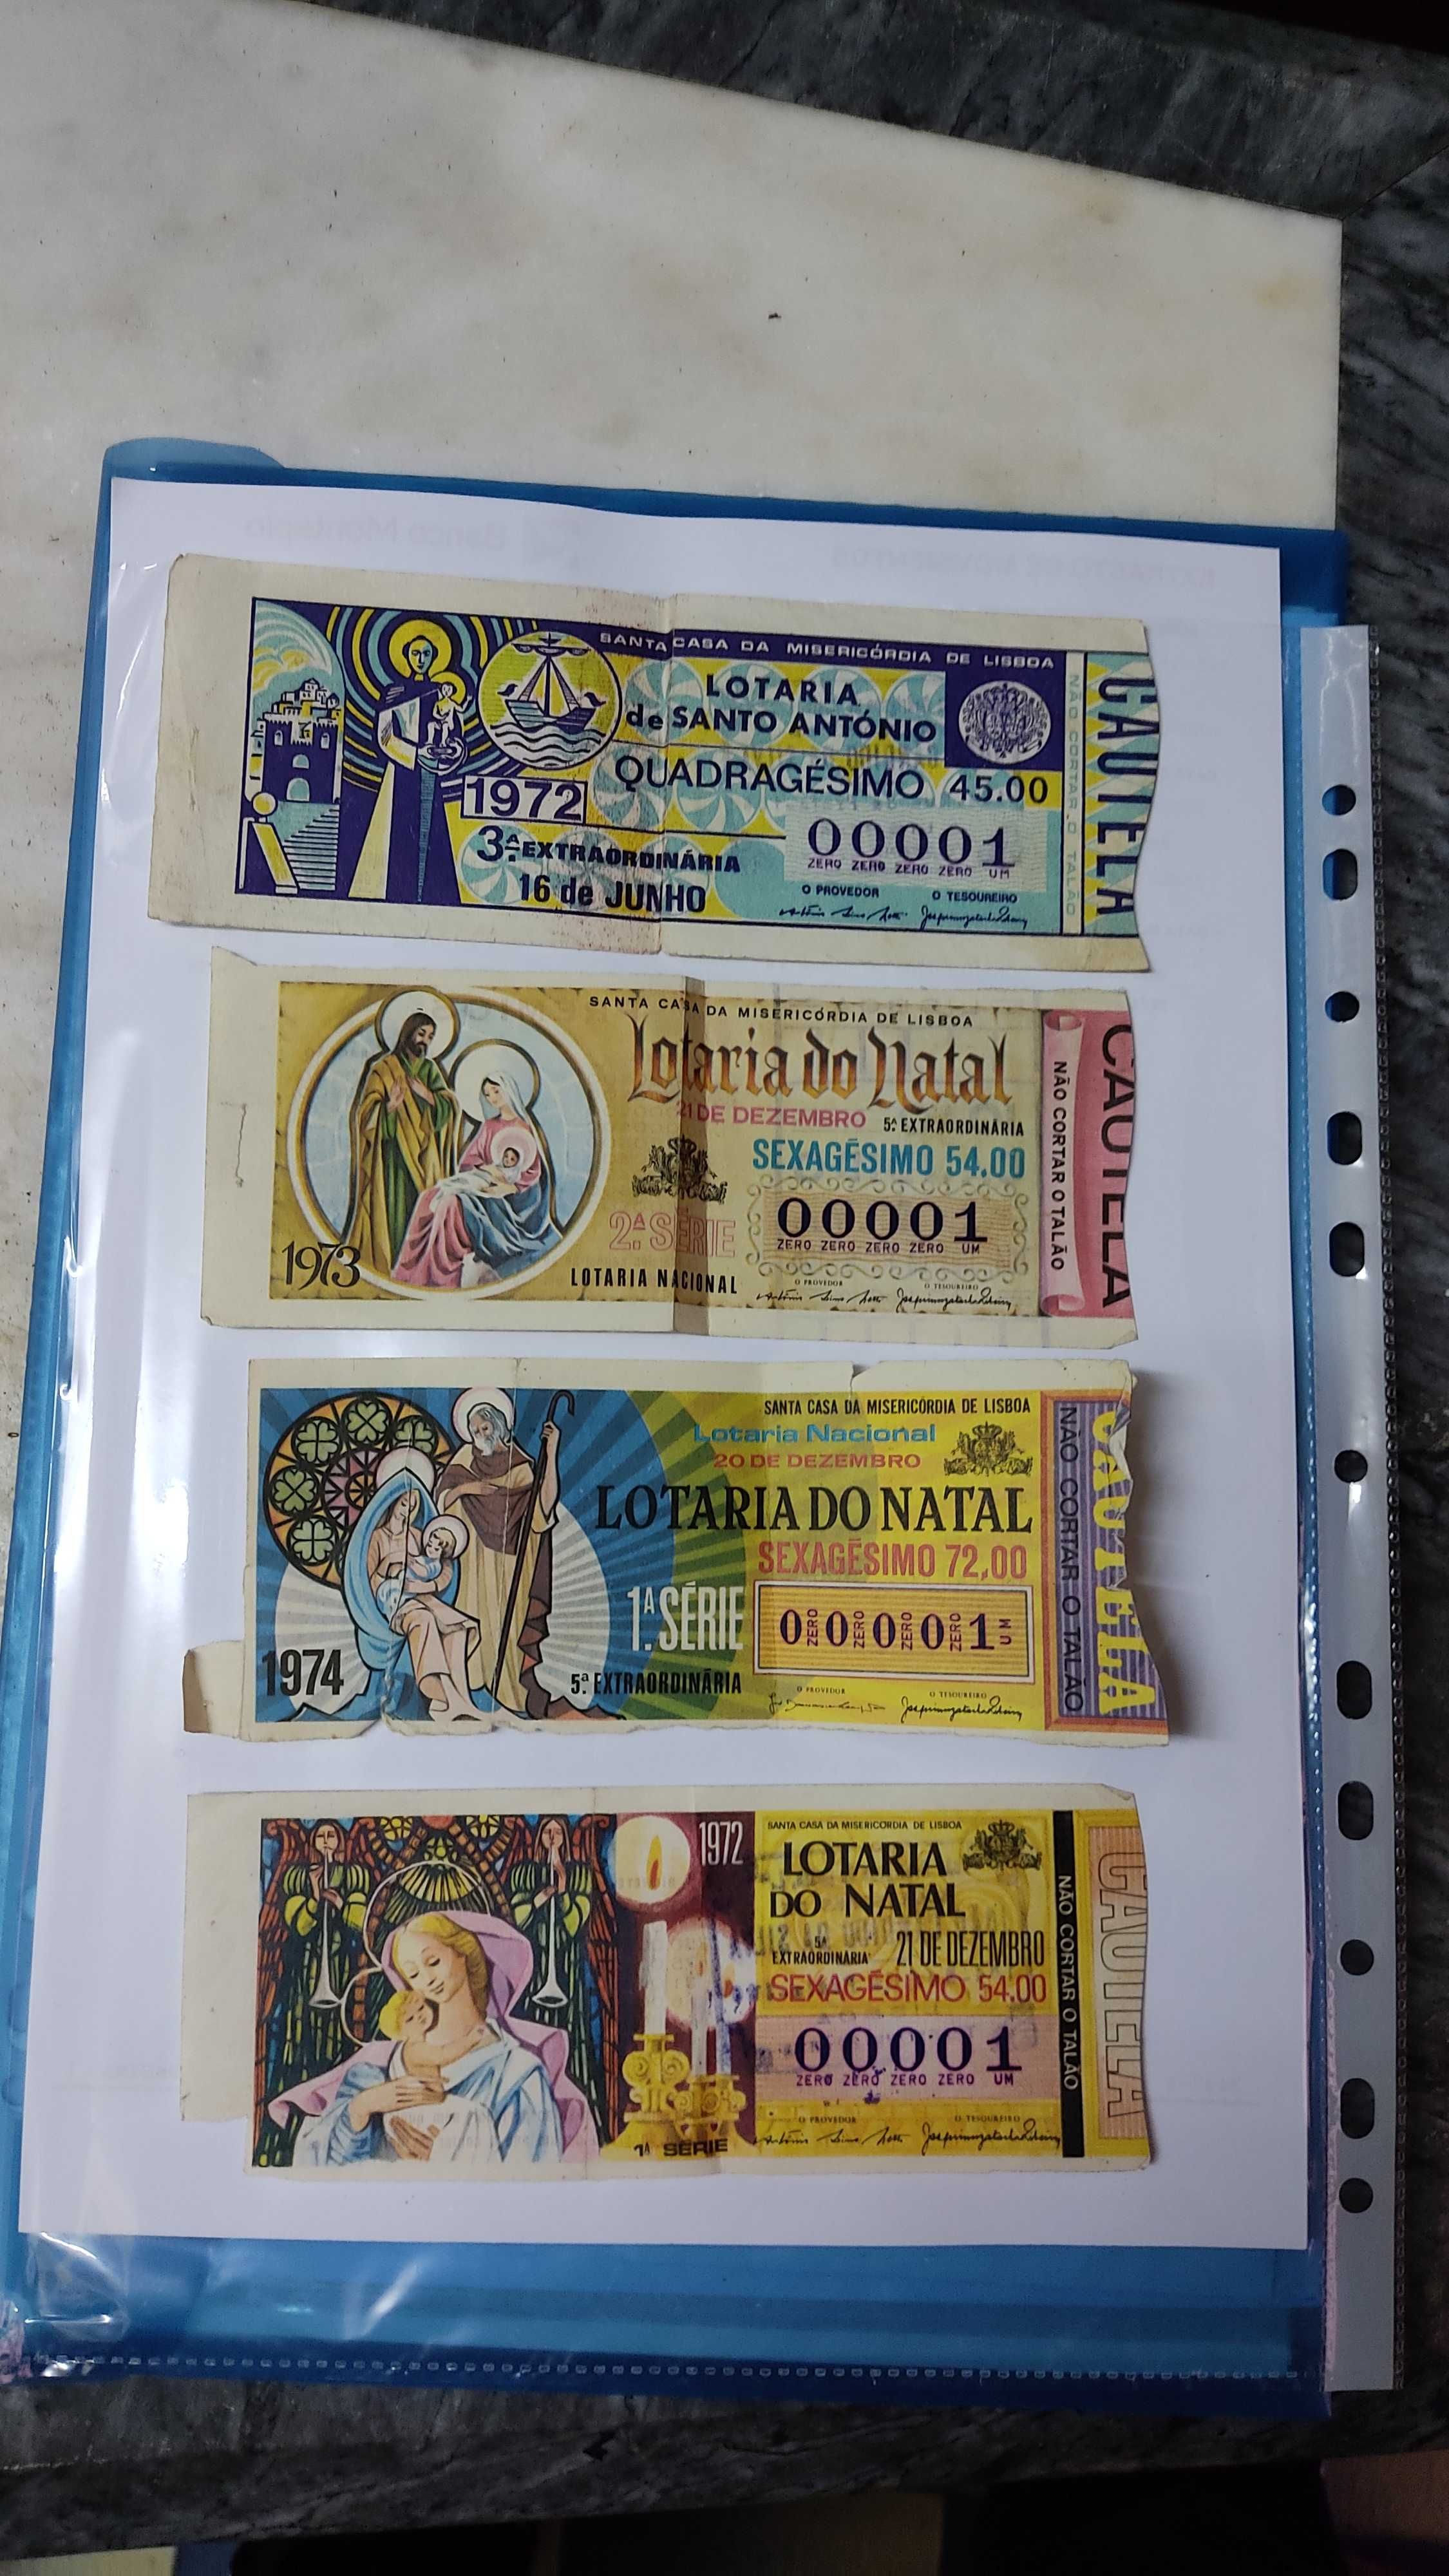 SANTA CASA DA MISERICÓRDIA DE LISBOA
LOTARIA
de SANTO ANTÓNIO
QUADRAGÉSIMO 45.00
1972
00001
ZERO ZERO ZERO ZERO UM
3ª EXTRAORDINÁRIA
16 de JUNHO
O PROVEDOR O TESOUREIRO
NÃO CORTAR O TALÃO
CAUTELA
SANTA CASA DA MISERICÓRDIA DE LISBOA
Lotaria do Natal
21 DE DEZEMBRO 5ª EXTRAORDINÁRIA
SEXAGÉSIMO 54.00
00001
ZERO ZERO ZERO ZERO UM
2ª SÉRIE
1973
LOTARIA NACIONAL
O PROVEDOR O TESOUREIRO
NÃO CORTAR O TALÃO
CAUTELA
SANTA CASA DA MISERICÓRDIA DE LISBOA
Lotaria Nacional
20 DE DEZEMBRO
LOTARIA DO NATAL
SEXAGÉSIMO 72,00
1ª SÉRIE
0 ZERO 0 ZERO 0 ZERO 0 ZERO 1 UM
1974
5ª EXTRAORDINÁRIA
O PROVEDOR O TESOUREIRO
NÃO CORTAR O TALÃO
CAUTELA
1972
SANTA CASA DA MISERICORDIA DE LISBOA
LOTARIA
DO NATAL
5ª EXTRAORDINARIA 21 DE DEZEMBRO
SEXAGÉSIMO 54.00
00001
ZERO ZERO ZERO ZERO UM
O PROVEDOR O TESOUREIRO
1ª SÉRIE
NÃO CORTAR O TALÃO
CAUTELA